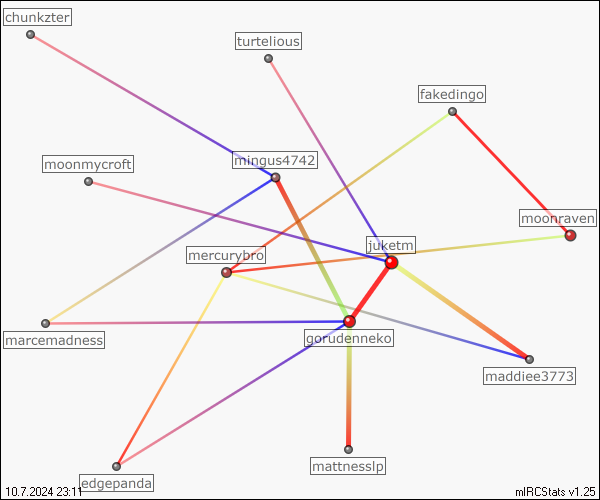 chunkzter
turtelious
fakedingo
mingus4742
moonmycroft
moonraven
juketm
mercurybro
gorudenneko
marcemadness
maddiee3773
mattnesslp
edgepanda
10.7.2024 23:11
mIRCStats v1.25